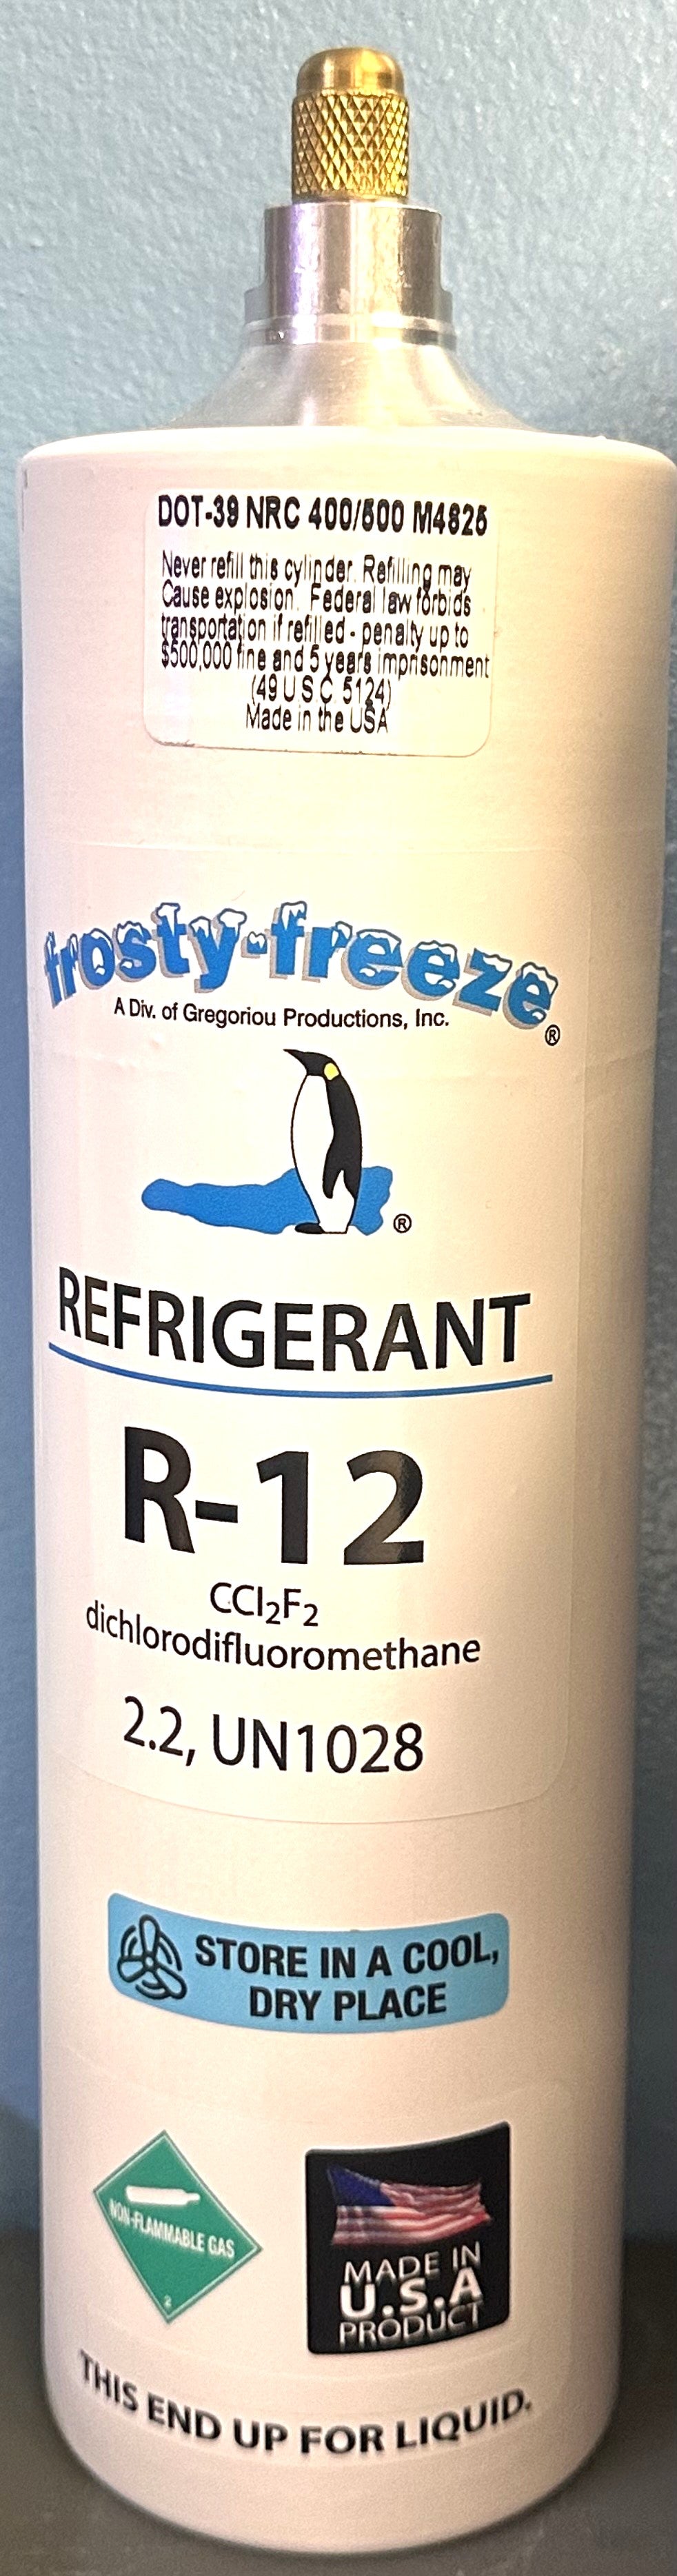 DOT-39 NRC 400/500 M4825
Never refill this cylinder. Refilling may
Cause explosion. Federal law forbids
transportation if refilled - penalty up to
$500,000 fine and 5 years imprisonment
(49 U S C 5124)
Made in the USA
frosty-freeze®
A Div. of Gregoriou Productions, Inc.
®
REFRIGERANT
R-12
CCl₂F₂
dichlorodifluoromethane
2.2, UN1028
STORE IN A COOL,
DRY PLACE
NON-FLAMMABLE GAS
2
MADE IN
U.S.A
PRODUCT
THIS END UP FOR LIQUID.